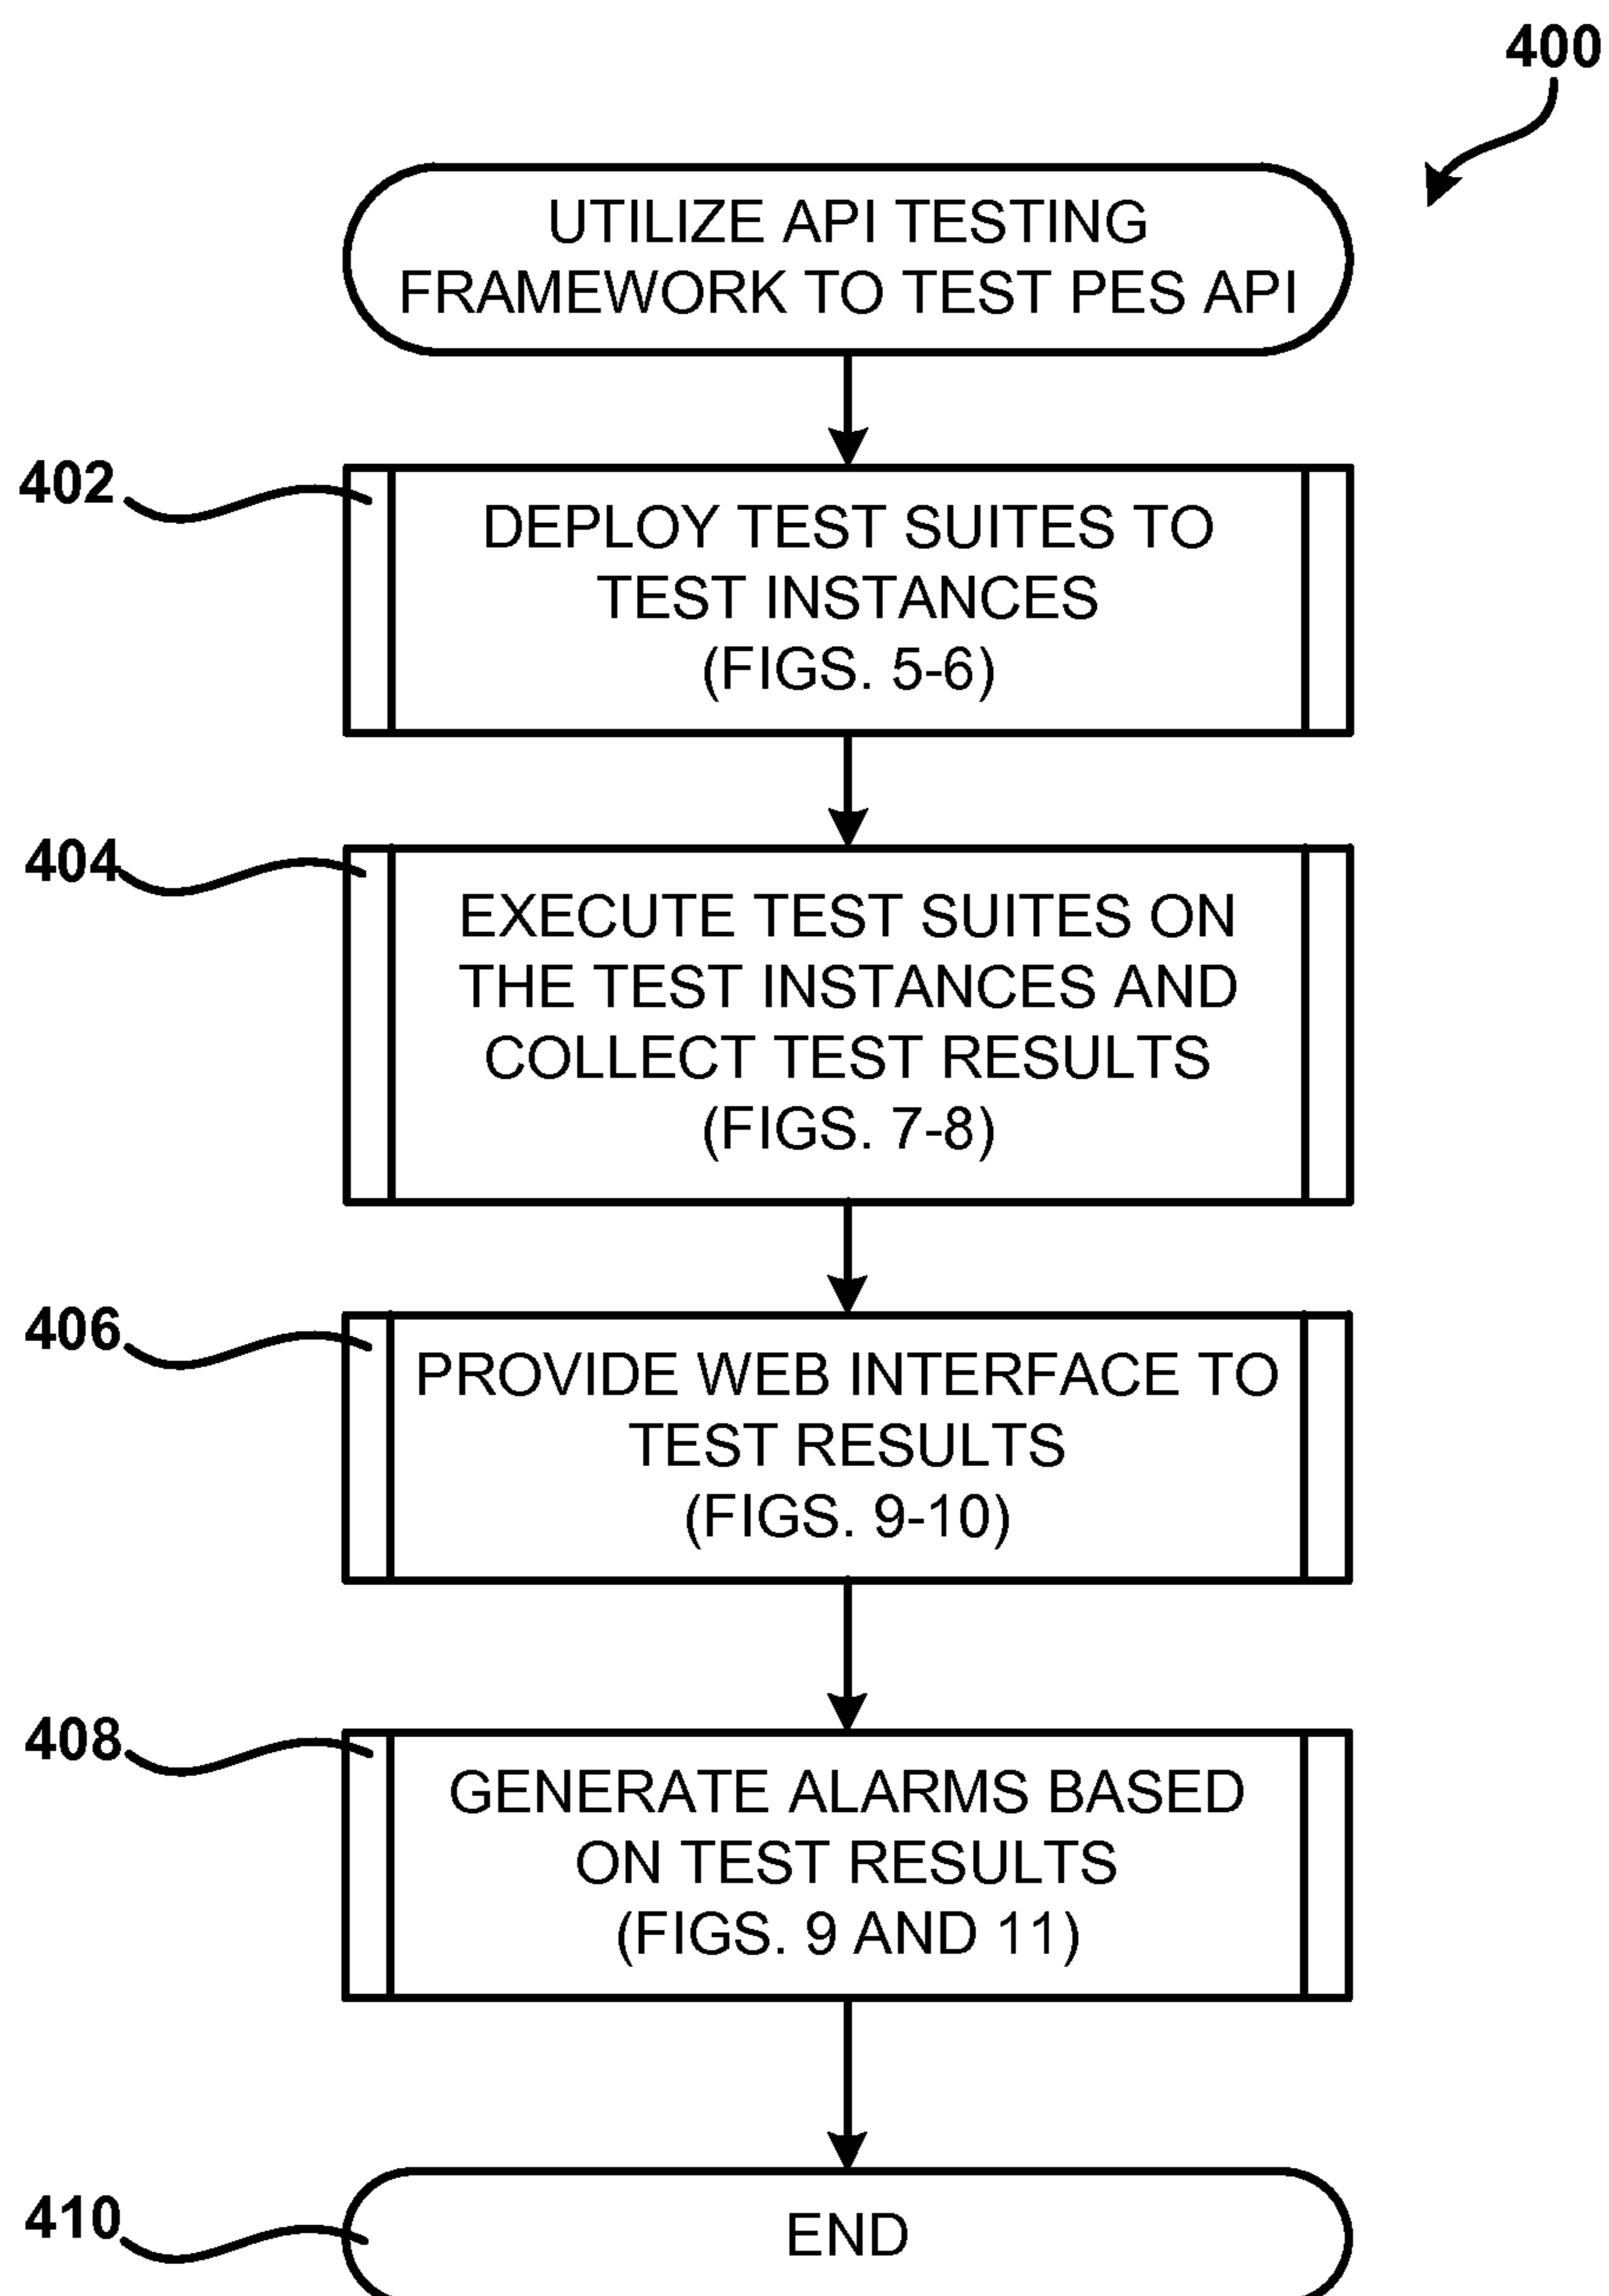 400
UTILIZE API TESTING
FRAMEWORK TO TEST PES API
402
DEPLOY TEST SUITES TO
TEST INSTANCES
(FIGS. 5-6)
404
EXECUTE TEST SUITES ON
THE TEST INSTANCES AND
COLLECT TEST RESULTS
(FIGS. 7-8)
406
PROVIDE WEB INTERFACE TO
TEST RESULTS
(FIGS. 9-10)
408
GENERATE ALARMS BASED
ON TEST RESULTS
(FIGS. 9 AND 11)
410
END